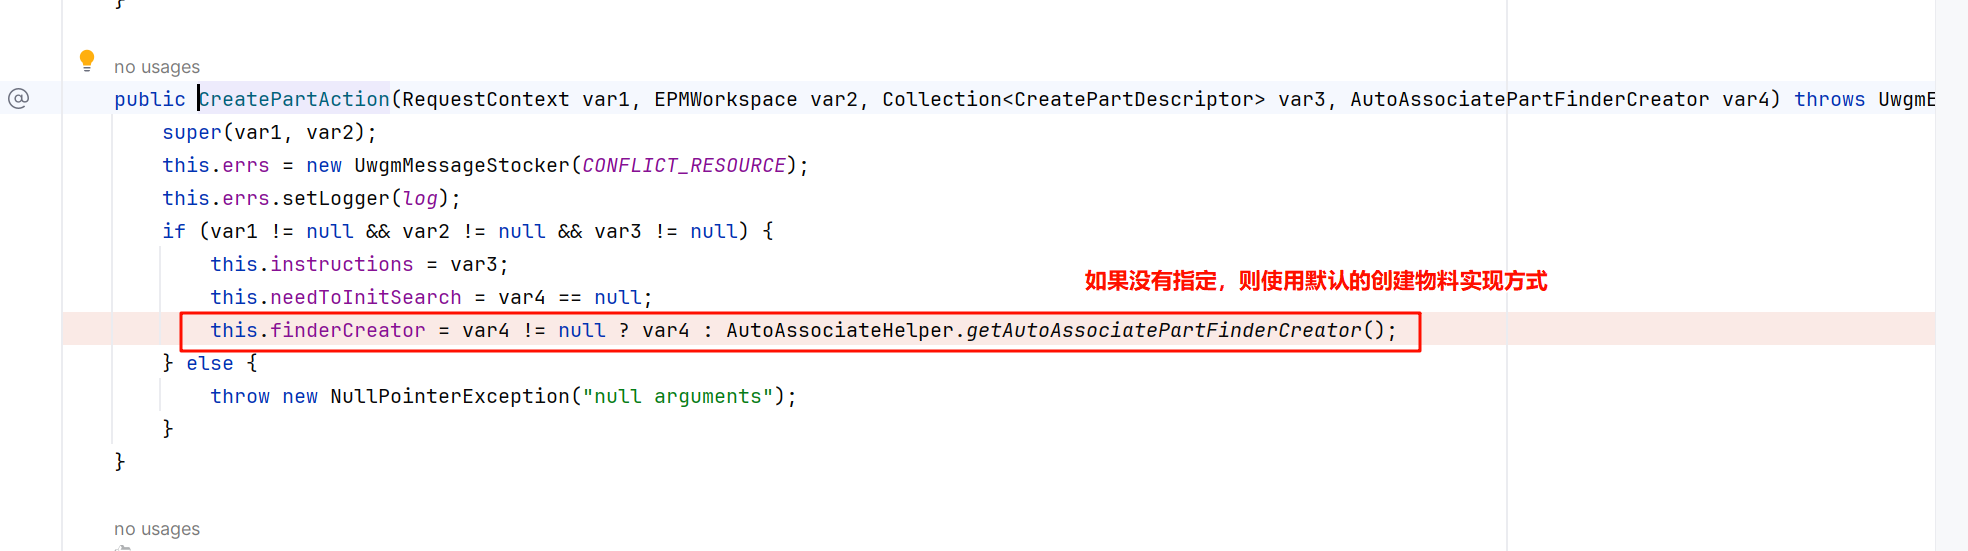 }
no usages
public CreatePartAction(RequestContext var1, EPMWorkspace var2, Collection<CreatePartDescriptor> var3, AutoAssociatePartFinderCreator var4) throws UwgmE
super(var1, var2);
this.errs = new UwgmMessageStocker(CONFLICT_RESOURCE);
this.errs.setLogger(log);
if (var1 != null && var2 != null && var3 != null) {
this.instructions = var3;
如果没有指定，则使用默认的创建物料实现方式
this.needToInitSearch = var4 == null;
this.finderCreator = var4 != null ? var4 : AutoAssociateHelper.getAutoAssociatePartFinderCreator();
} else {
throw new NullPointerException("null arguments");
}
}
no usages